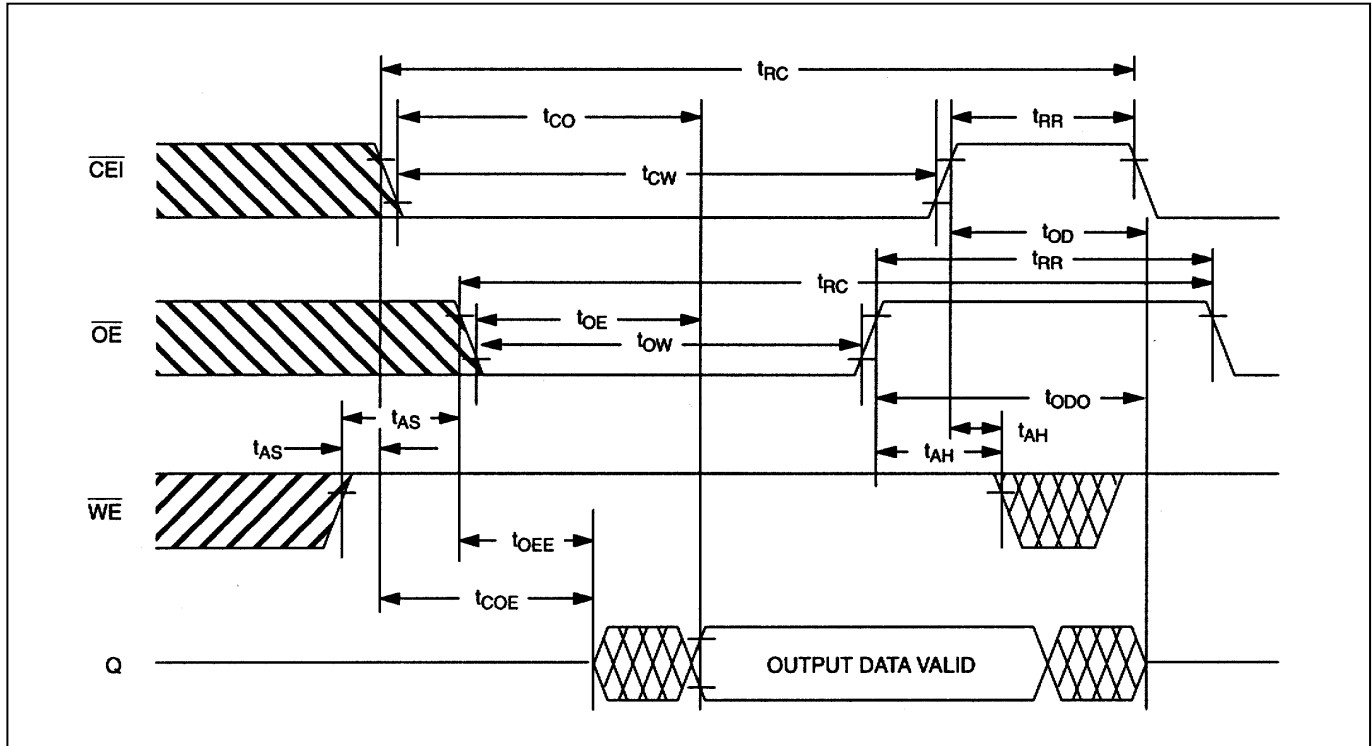 tRC
tCO
tRR
CEI
tCW
tOD
tRR
tRC
OE
tOE
tOW
tODO
tAS
tAH
tAS
tAH
WE
tOEE
tCOE
Q
OUTPUT DATA VALID